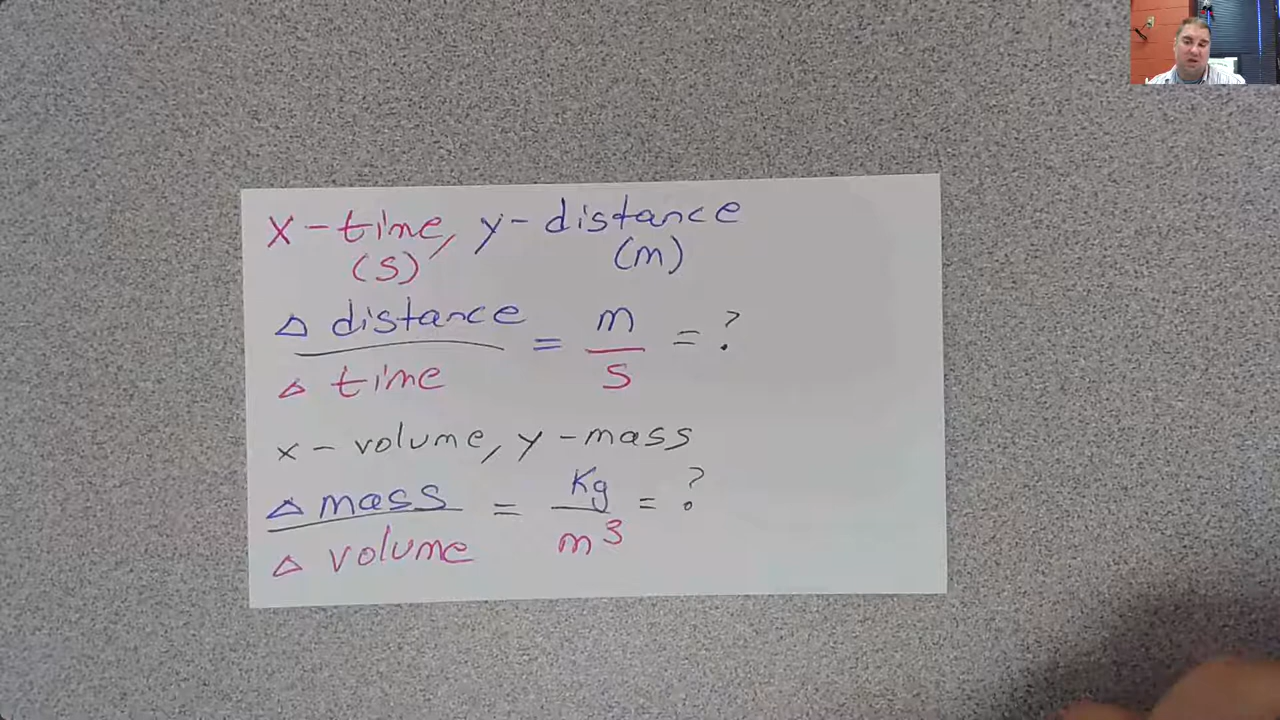 x-time, y-distance
(s) (m)
Δ distance
Δ time
= m/s = ?
x-volume, y-mass
Δ mass
Δ volume
= Kg/m³ = ?